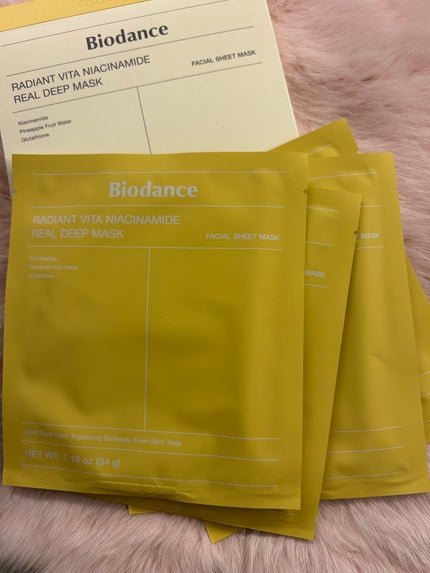 Biodance
RADIANT VITA NIACINAMIDE
REAL DEEP MASK
FACIAL SHEET MASK
Niacinamide
Pineapple Fruit Water
Glutathione
Biodance
RADIANT VITA NIACINAMIDE
REAL DEEP MASK
FACIAL SHEET MASK
Niacinamide
Pineapple Fruit Water
Glutathione
Dark Spot Care, Improving Dullness, Even Skin Tone
NET WT. 1.19 oz (34 g)
MASK
MASK